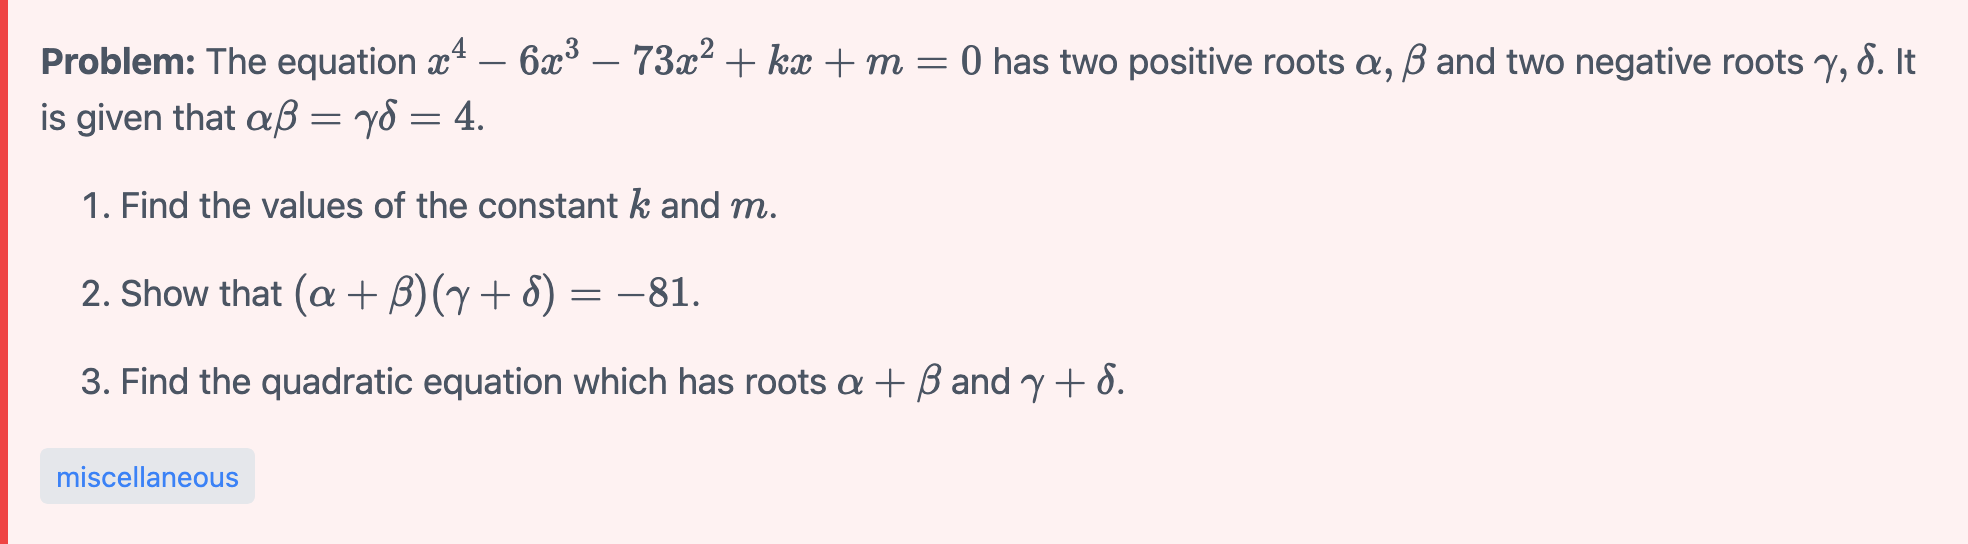 Problem: The equation x⁴ − 6x³ − 73x² + kx + m = 0 has two positive roots α, β and two negative roots γ, δ. It
is given that αβ = γδ = 4.
1. Find the values of the constant k and m.
2. Show that (α + β)(γ + δ) = −81.
3. Find the quadratic equation which has roots α + β and γ + δ.
miscellaneous